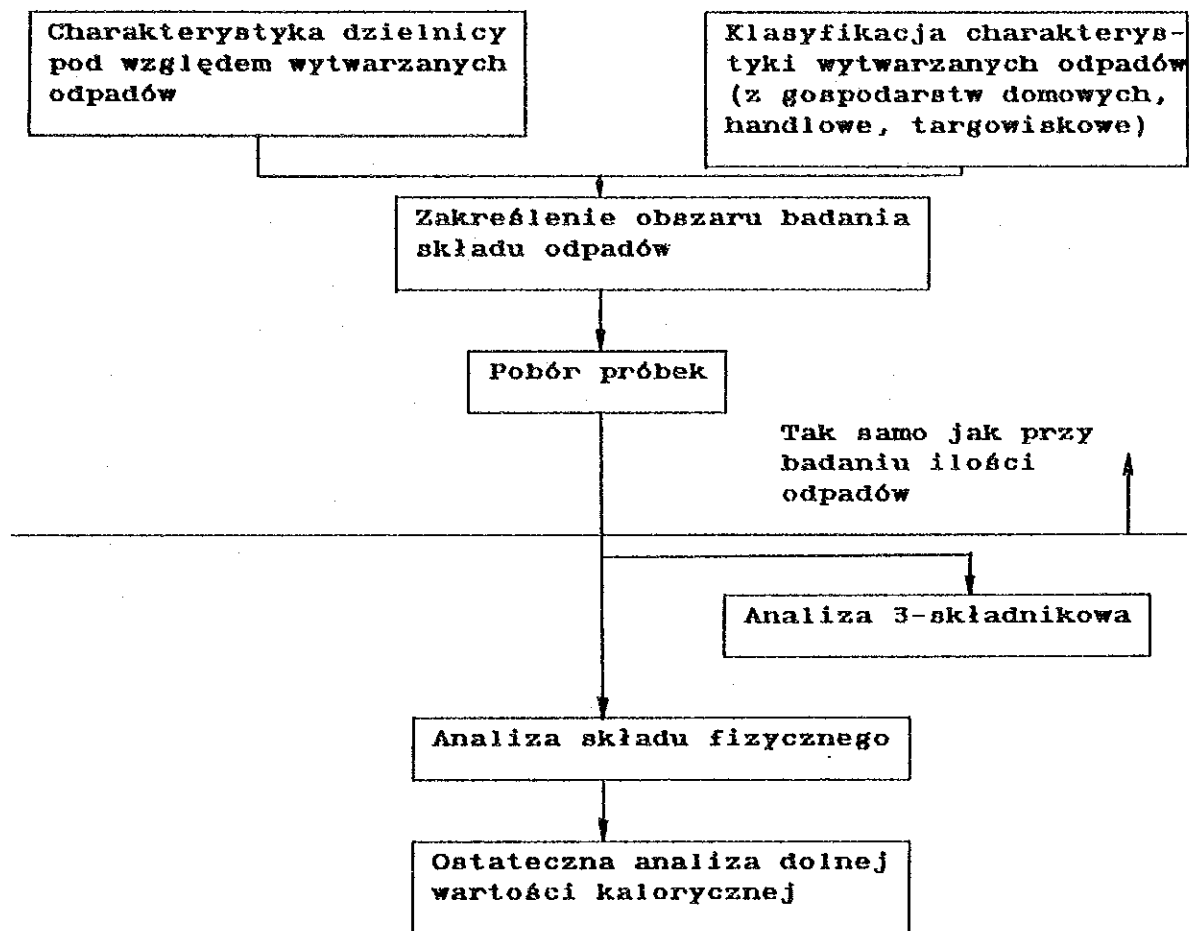 Charakterystyka dzielnicy
pod względem wytwarzanych
odpadów
Klasyfikacja charakterys-
tyki wytwarzanych odpadów
(z gospodarstw domowych,
handlowe, targowiskowe)
Zakreślenie obszaru badania
składu odpadów
Pobór próbek
Tak samo jak przy
badaniu ilości
odpadów
Analiza 3-składnikowa
Analiza składu fizycznego
Ostateczna analiza dolnej
wartości kalorycznej